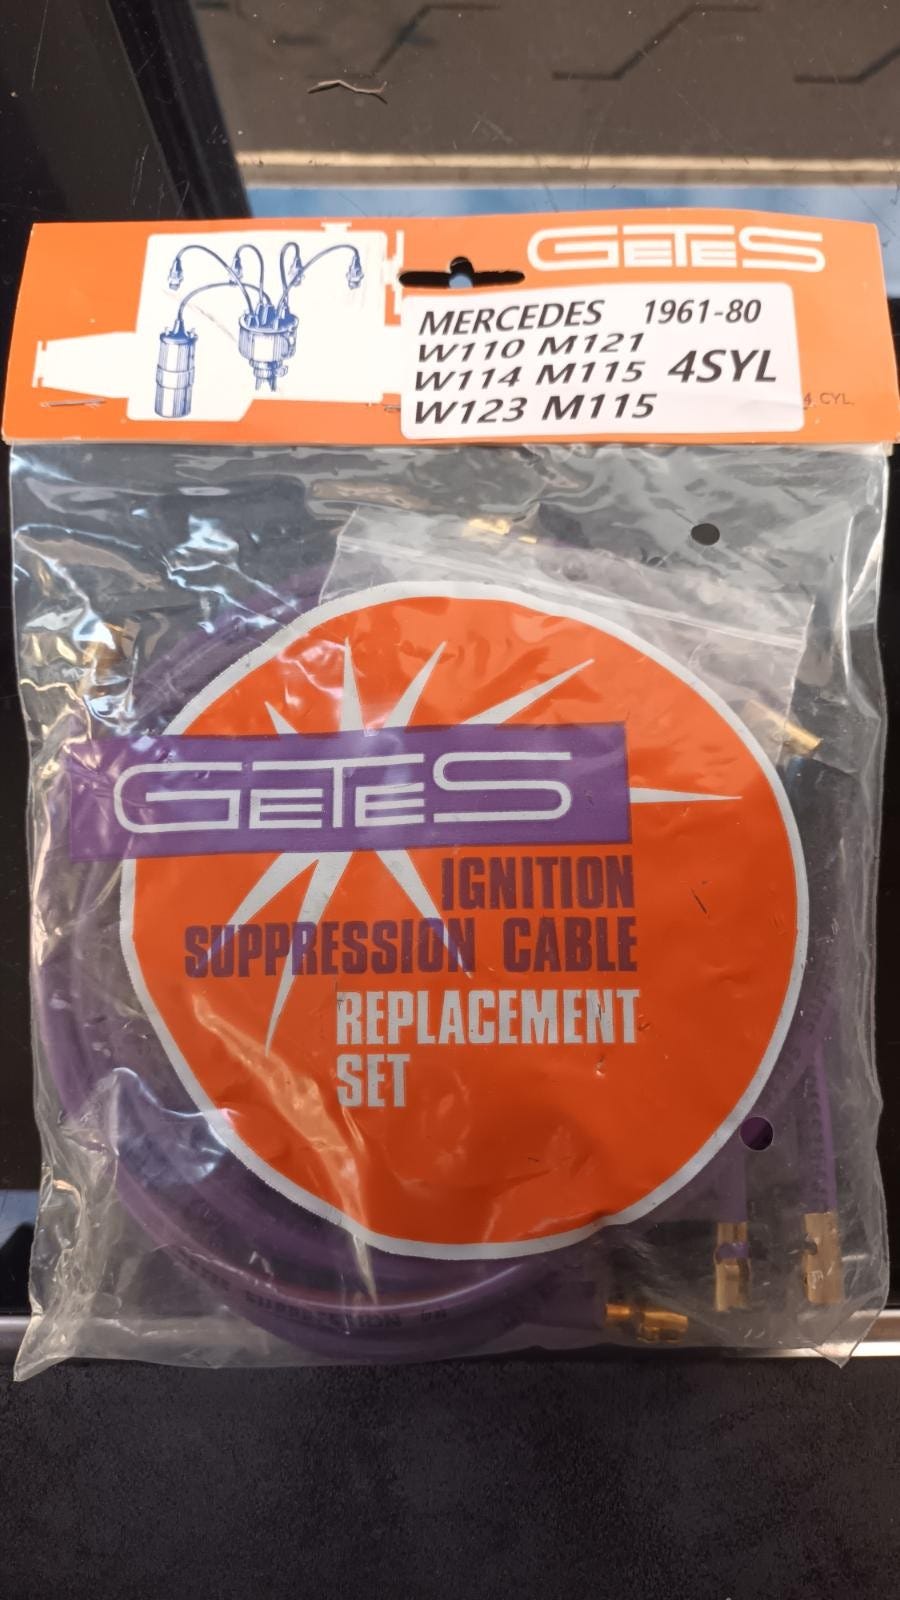 GETES
MERCEDES 1961-80
W110 M121
W114 M115 4SYL
W123 M115
4 CYL.
GETES
IGNITION
SUPPRESSION CABLE
REPLACEMENT
SET